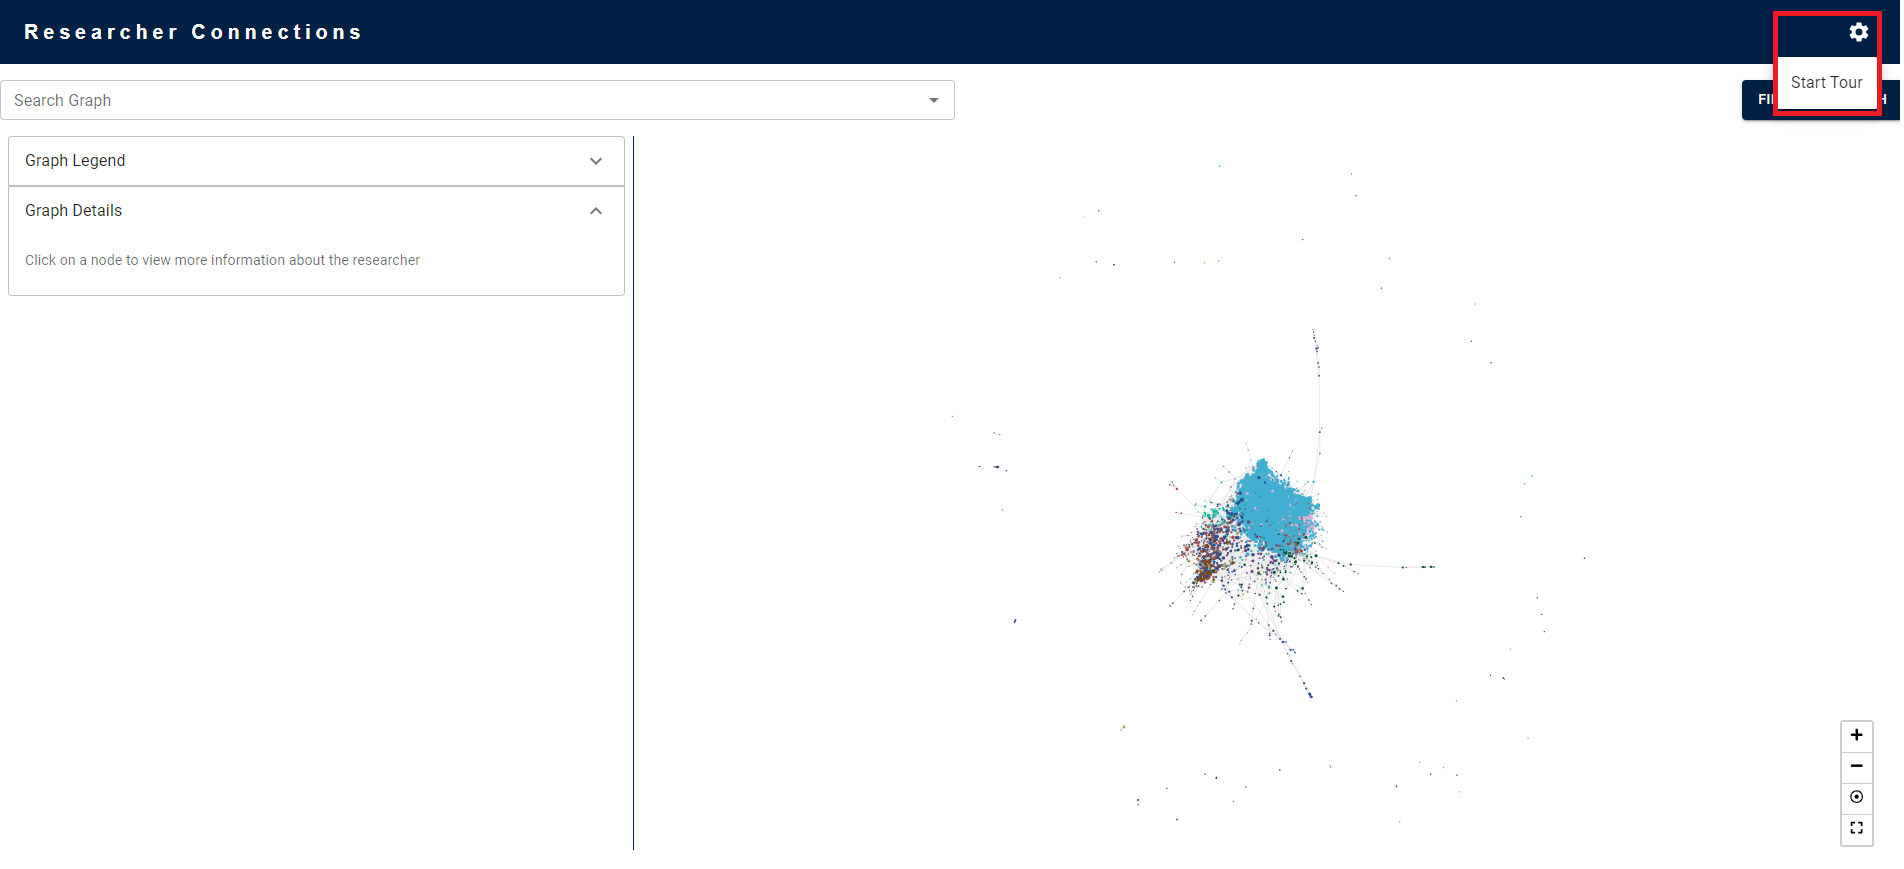 Researcher Connections
Start Tour
Search Graph
FI H
Graph Legend
Graph Details
Click on a node to view more information about the researcher